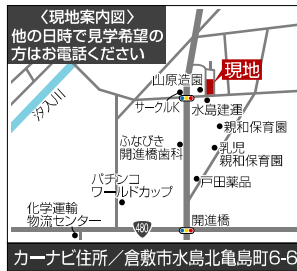 〈現地案内図〉
他の日時で見学希望の
方はお電話ください
現地
山原造園
サークルK
水島建運
汐入川
親和保育園
ふなびき
開進橋歯科
乳児
親和保育園
パチンコ
ワールドカップ
戸田薬品
化学運輸
物流センター
480
開進橋
カーナビ住所／倉敷市水島北亀島町6-6